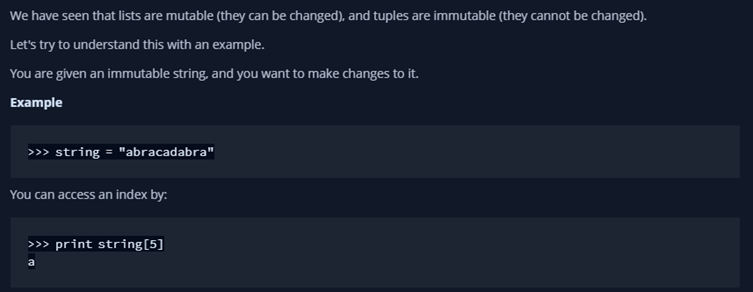 We have seen that lists are mutable (they can be changed), and tuples are immutable (they cannot be changed).
Let's try to understand this with an example.
You are given an immutable string, and you want to make changes to it.
Example
>>> string = "abracadabra"
You can access an index by:
>>> print string[5]
a